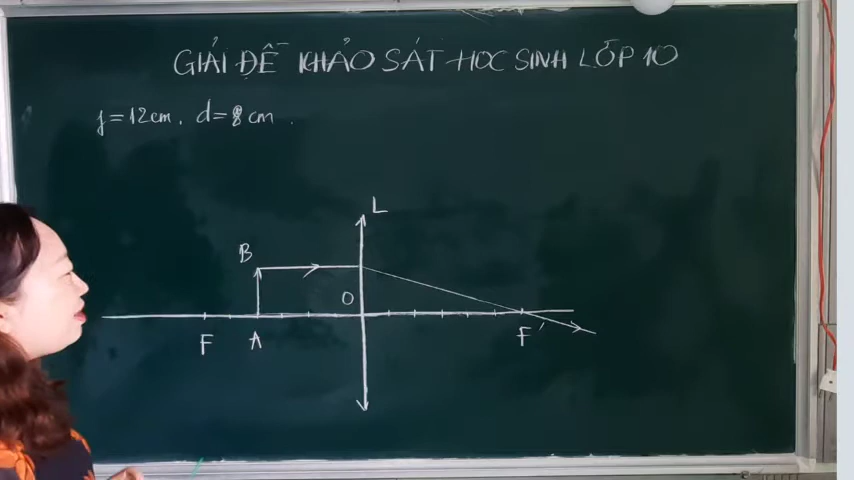 GIẢI ĐỀ KHẢO SÁT HỌC SINH LỚP 10
f = 12cm. d = 8 cm.
L
B
O
F A F'